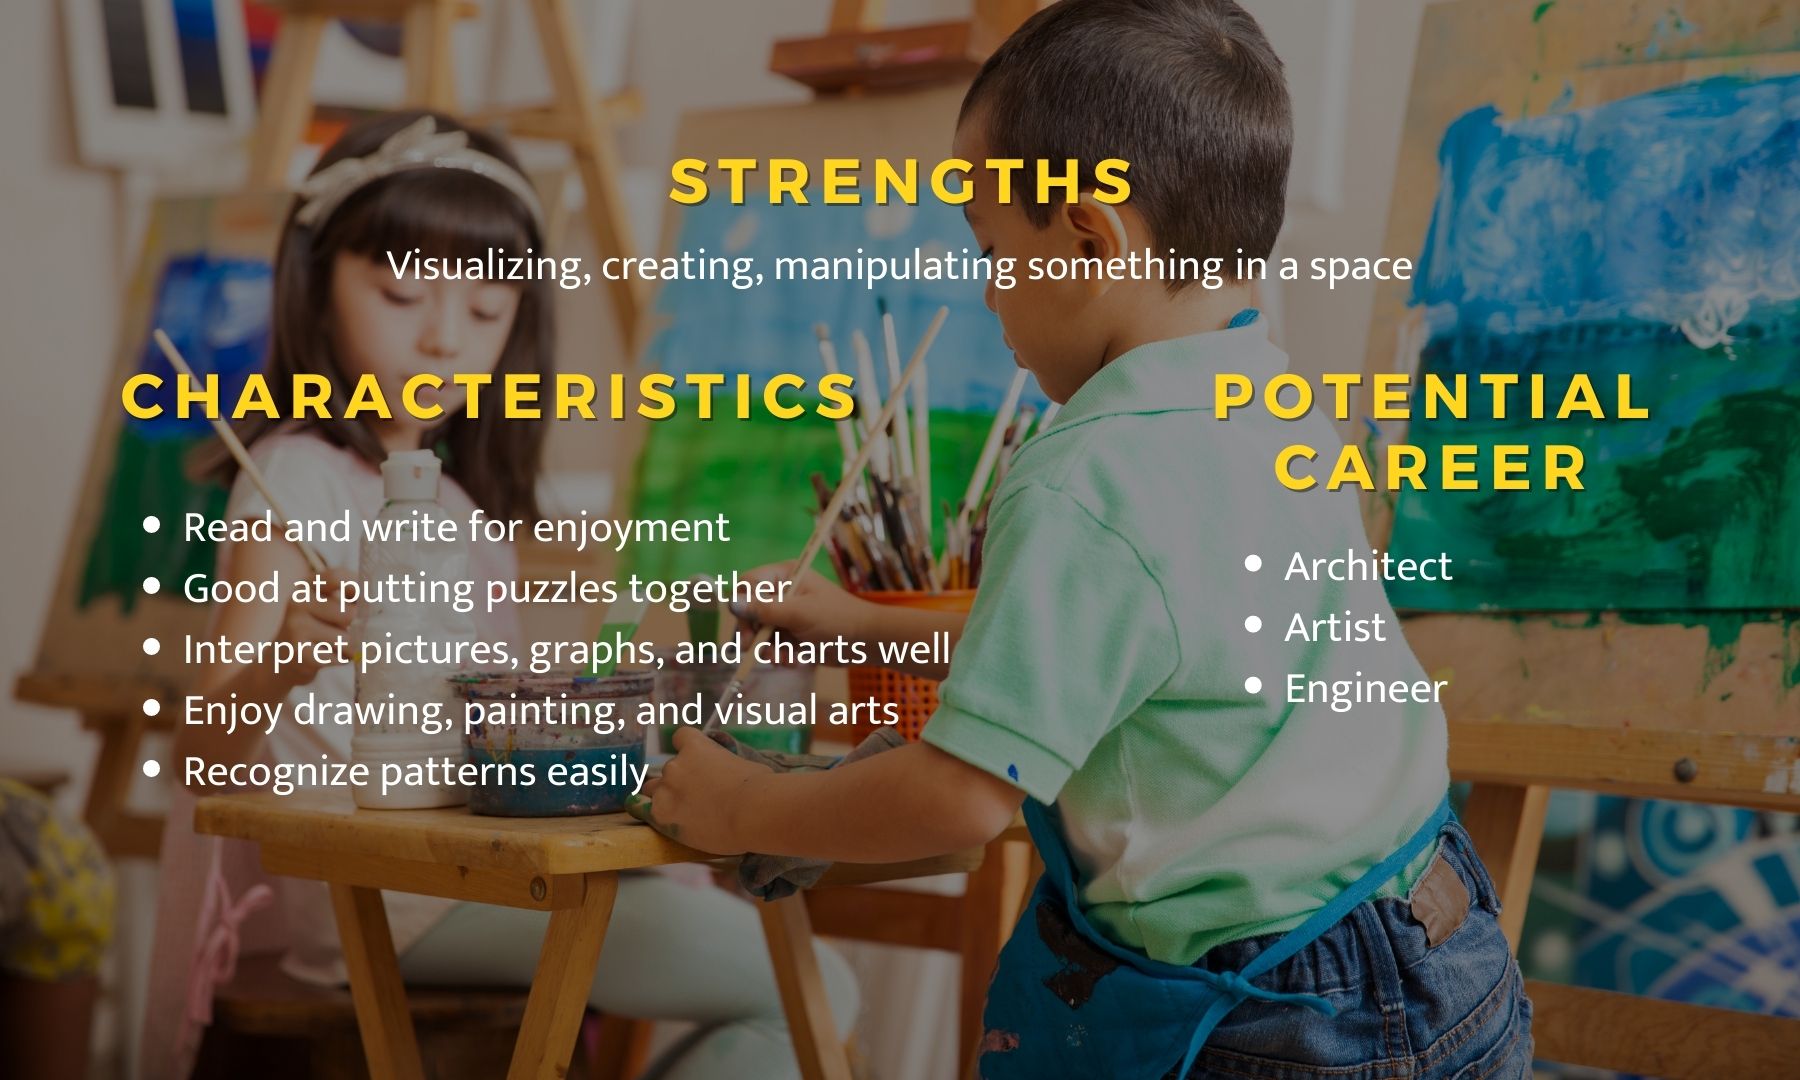 STRENGTHS
Visualizing, creating, manipulating something in a space
CHARACTERISTICS
• Read and write for enjoyment
• Good at putting puzzles together
• Interpret pictures, graphs, and charts well
• Enjoy drawing, painting, and visual arts
• Recognize patterns easily
POTENTIAL
CAREER
• Architect
• Artist
• Engineer